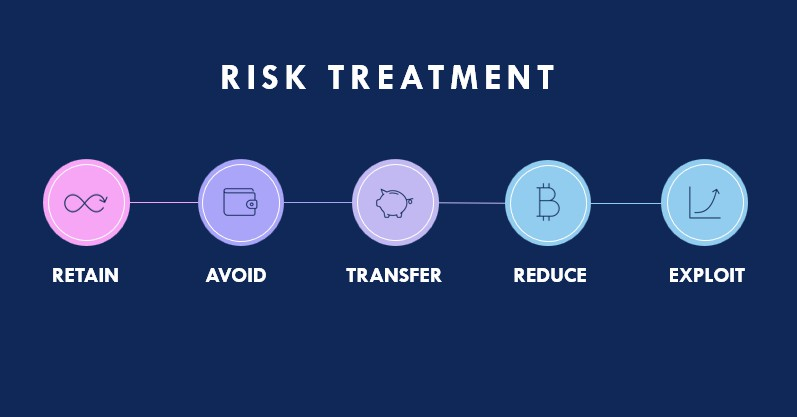 RISK TREATMENT
RETAIN
AVOID
TRANSFER
REDUCE
EXPLOIT